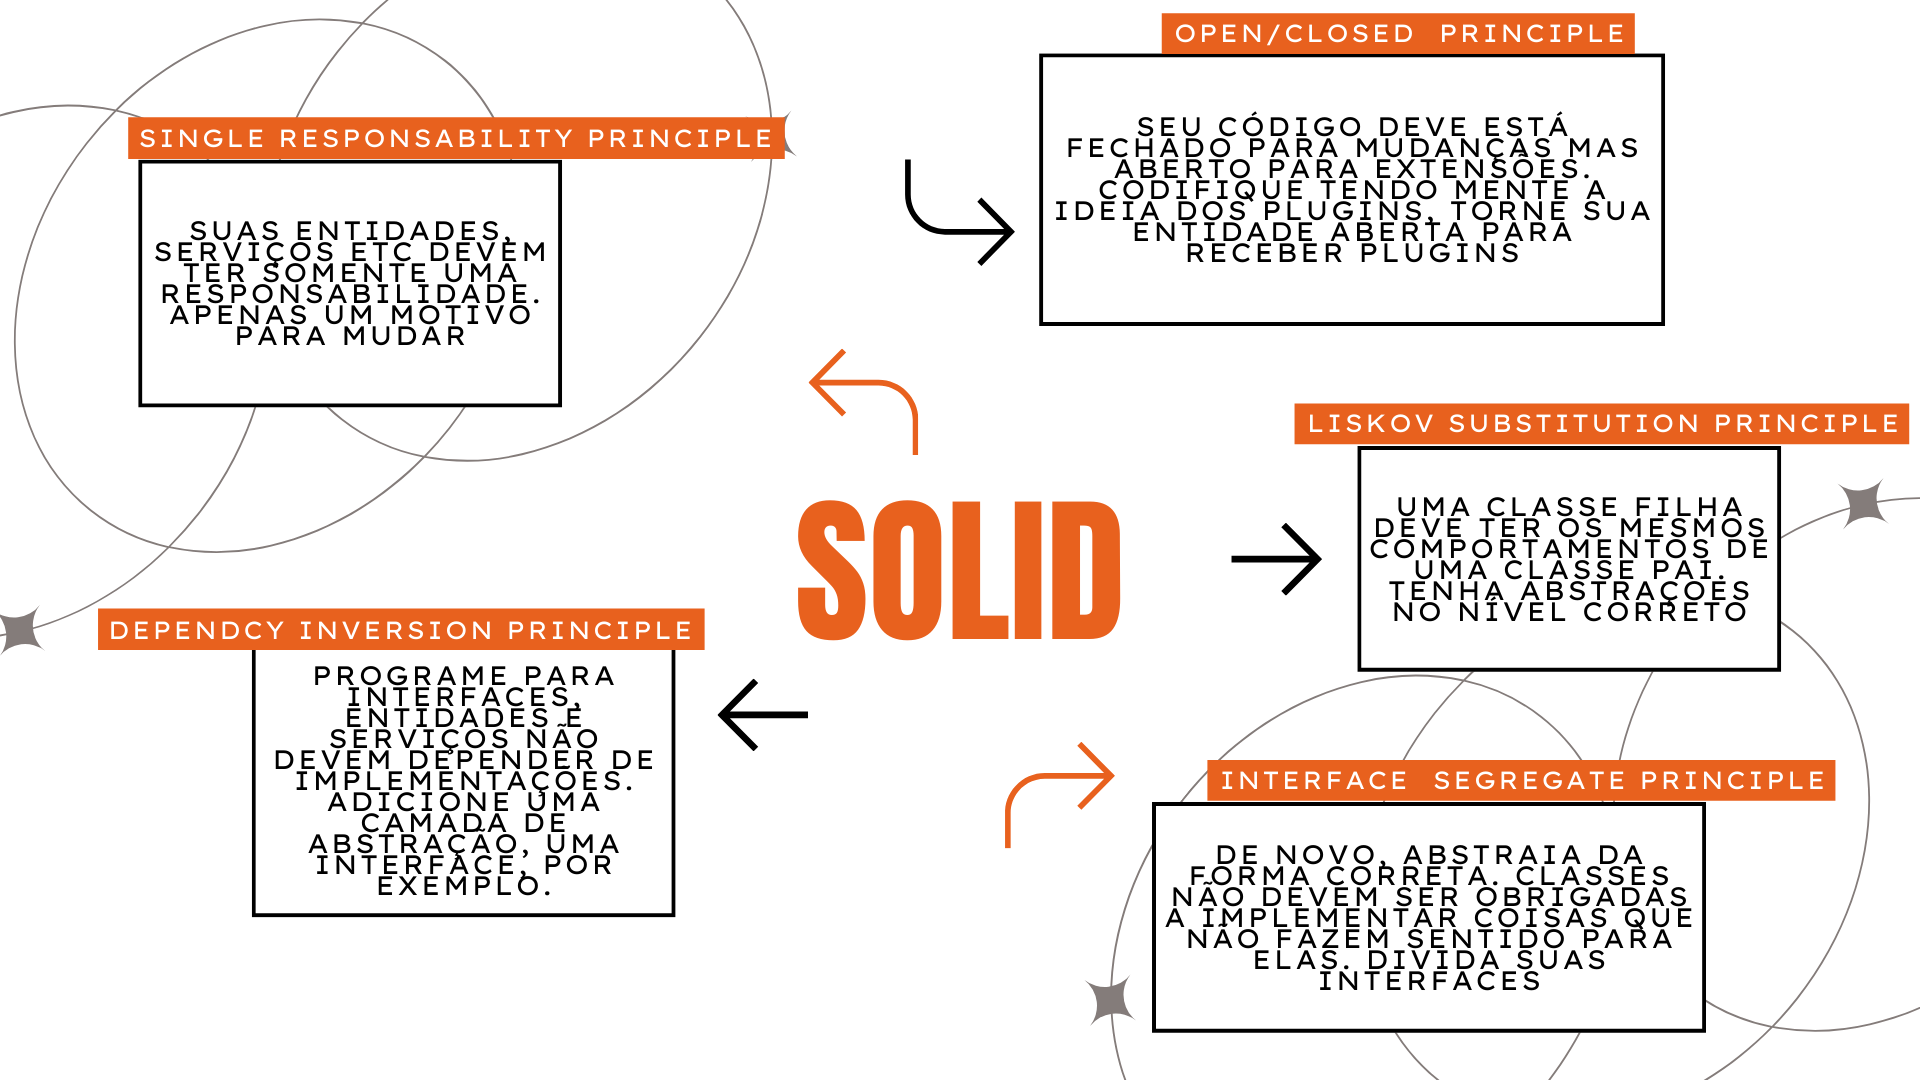 SINGLE RESPONSABILITY PRINCIPLE
SUAS ENTIDADES,
SERVIÇOS ETC DEVEM
TER SOMENTE UMA
RESPONSABILIDADE.
APENAS UM MOTIVO
PARA MUDAR
OPEN/CLOSED PRINCIPLE
SEU CÓDIGO DEVE ESTÁ
FECHADO PARA MUDANÇAS MAS
ABERTO PARA EXTENSÕES.
CODIFIQUE TENDO MENTE A
IDEIA DOS PLUGINS, TORNE SUA
ENTIDADE ABERTA PARA
RECEBER PLUGINS
SOLID
LISKOV SUBSTITUTION PRINCIPLE
UMA CLASSE FILHA
DEVE TER OS MESMOS
COMPORTAMENTOS DE
UMA CLASSE PAI.
TENHA ABSTRAÇÕES
NO NÍVEL CORRETO
DEPENDCY INVERSION PRINCIPLE
PROGRAME PARA
INTERFACES,
ENTIDADES E
SERVIÇOS NÃO
DEVEM DEPENDER DE
IMPLEMENTAÇÕES.
ADICIONE UMA
CAMADA DE
ABSTRAÇÃO, UMA
INTERFACE, POR
EXEMPLO.
INTERFACE SEGREGATE PRINCIPLE
DE NOVO, ABSTRAIA DA
FORMA CORRETA. CLASSES
NÃO DEVEM SER OBRIGADAS
A IMPLEMENTAR COISAS QUE
NÃO FAZEM SENTIDO PARA
ELAS. DIVIDA SUAS
INTERFACES